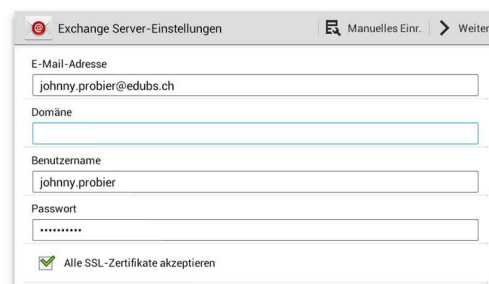 Exchange Server-Einstellungen
Manuelles Einr.
Weiter
E-Mail-Adresse
johnny.probier@edubs.ch
Domäne
Benutzername
johnny.probier
Passwort
••••••••••
Alle SSL-Zertifikate akzeptieren